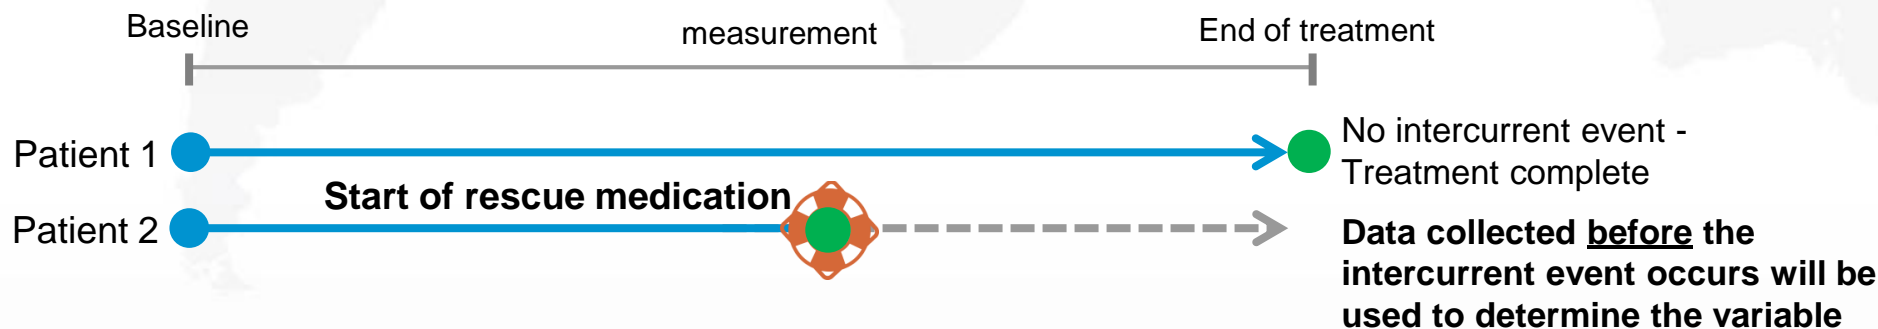 Baseline
measurement
End of treatment
Patient 1
No intercurrent event -
Treatment complete
Start of rescue medication
Patient 2
Data collected before the
intercurrent event occurs will be
used to determine the variable